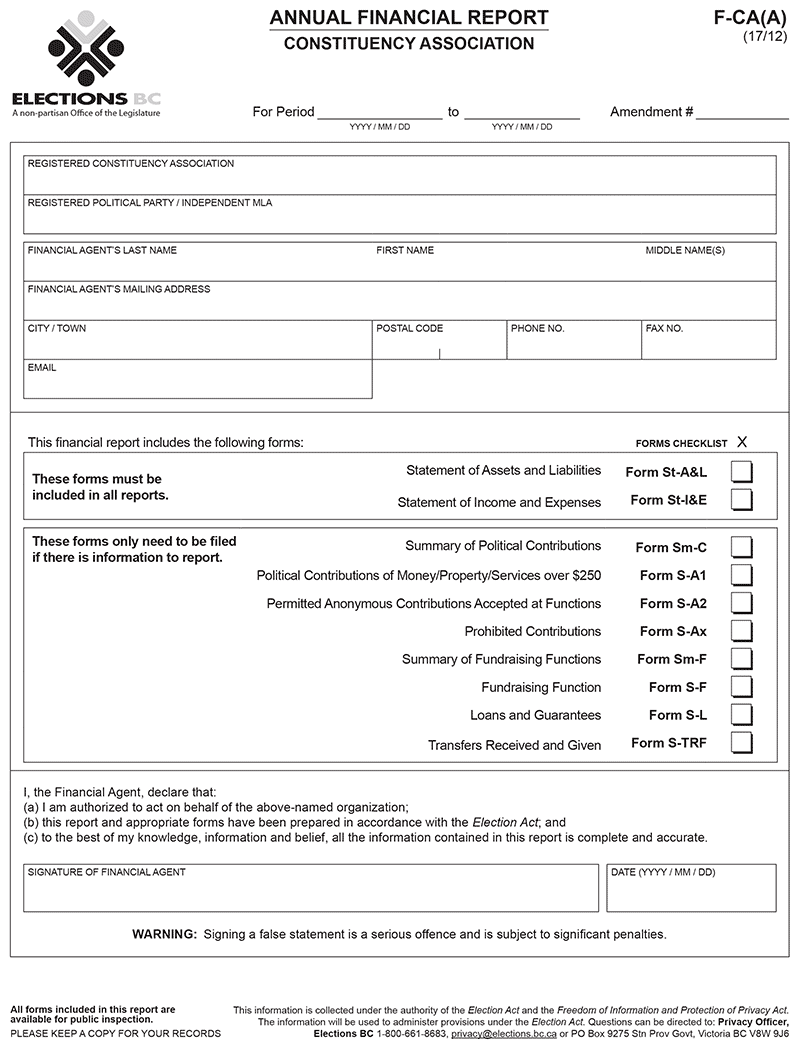 ANNUAL FINANCIAL REPORT
CONSTITUENCY ASSOCIATION
F-CA(A)
(17/12)
ELECTIONS BC
A non-partisan Office of the Legislature
For Period to Amendment #
YYYY / MM / DD YYYY / MM / DD
REGISTERED CONSTITUENCY ASSOCIATION
REGISTERED POLITICAL PARTY / INDEPENDENT MLA
FINANCIAL AGENT'S LAST NAME FIRST NAME MIDDLE NAME(S)
FINANCIAL AGENT'S MAILING ADDRESS
CITY / TOWN POSTAL CODE PHONE NO. FAX NO.
EMAIL
This financial report includes the following forms: FORMS CHECKLIST X
These forms must be
included in all reports.
Statement of Assets and Liabilities Form St-A&L
Statement of Income and Expenses Form St-I&E
These forms only need to be filed
if there is information to report.
Summary of Political Contributions Form Sm-C
Political Contributions of Money/Property/Services over $250 Form S-A1
Permitted Anonymous Contributions Accepted at Functions Form S-A2
Prohibited Contributions Form S-Ax
Summary of Fundraising Functions Form Sm-F
Fundraising Function Form S-F
Loans and Guarantees Form S-L
Transfers Received and Given Form S-TRF
I, the Financial Agent, declare that:
(a) I am authorized to act on behalf of the above-named organization;
(b) this report and appropriate forms have been prepared in accordance with the Election Act; and
(c) to the best of my knowledge, information and belief, all the information contained in this report is complete and accurate.
SIGNATURE OF FINANCIAL AGENT DATE (YYYY / MM / DD)
WARNING: Signing a false statement is a serious offence and is subject to significant penalties.
All forms included in this report are
available for public inspection.
PLEASE KEEP A COPY FOR YOUR RECORDS
This information is collected under the authority of the Election Act and the Freedom of Information and Protection of Privacy Act.
The information will be used to administer provisions under the Election Act. Questions can be directed to: Privacy Officer,
Elections BC 1-800-661-8683, privacy@elections.bc.ca or PO Box 9275 Stn Prov Govt, Victoria BC V8W 9J6